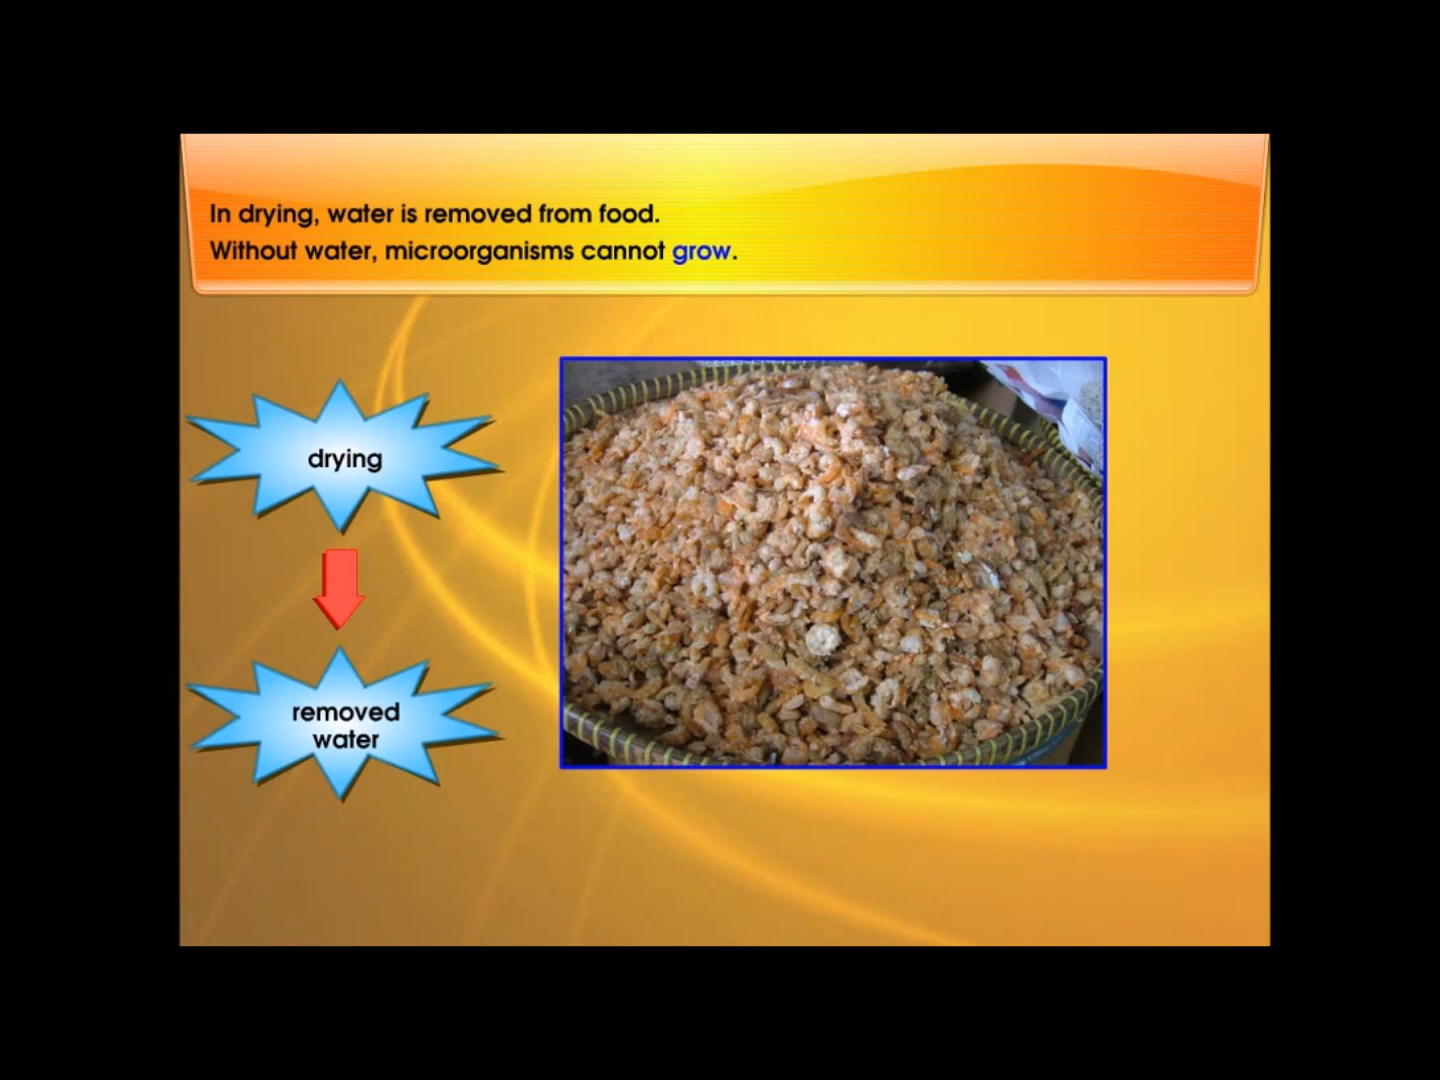 In drying, water is removed from food.
Without water, microorganisms cannot grow.
drying
removed
water